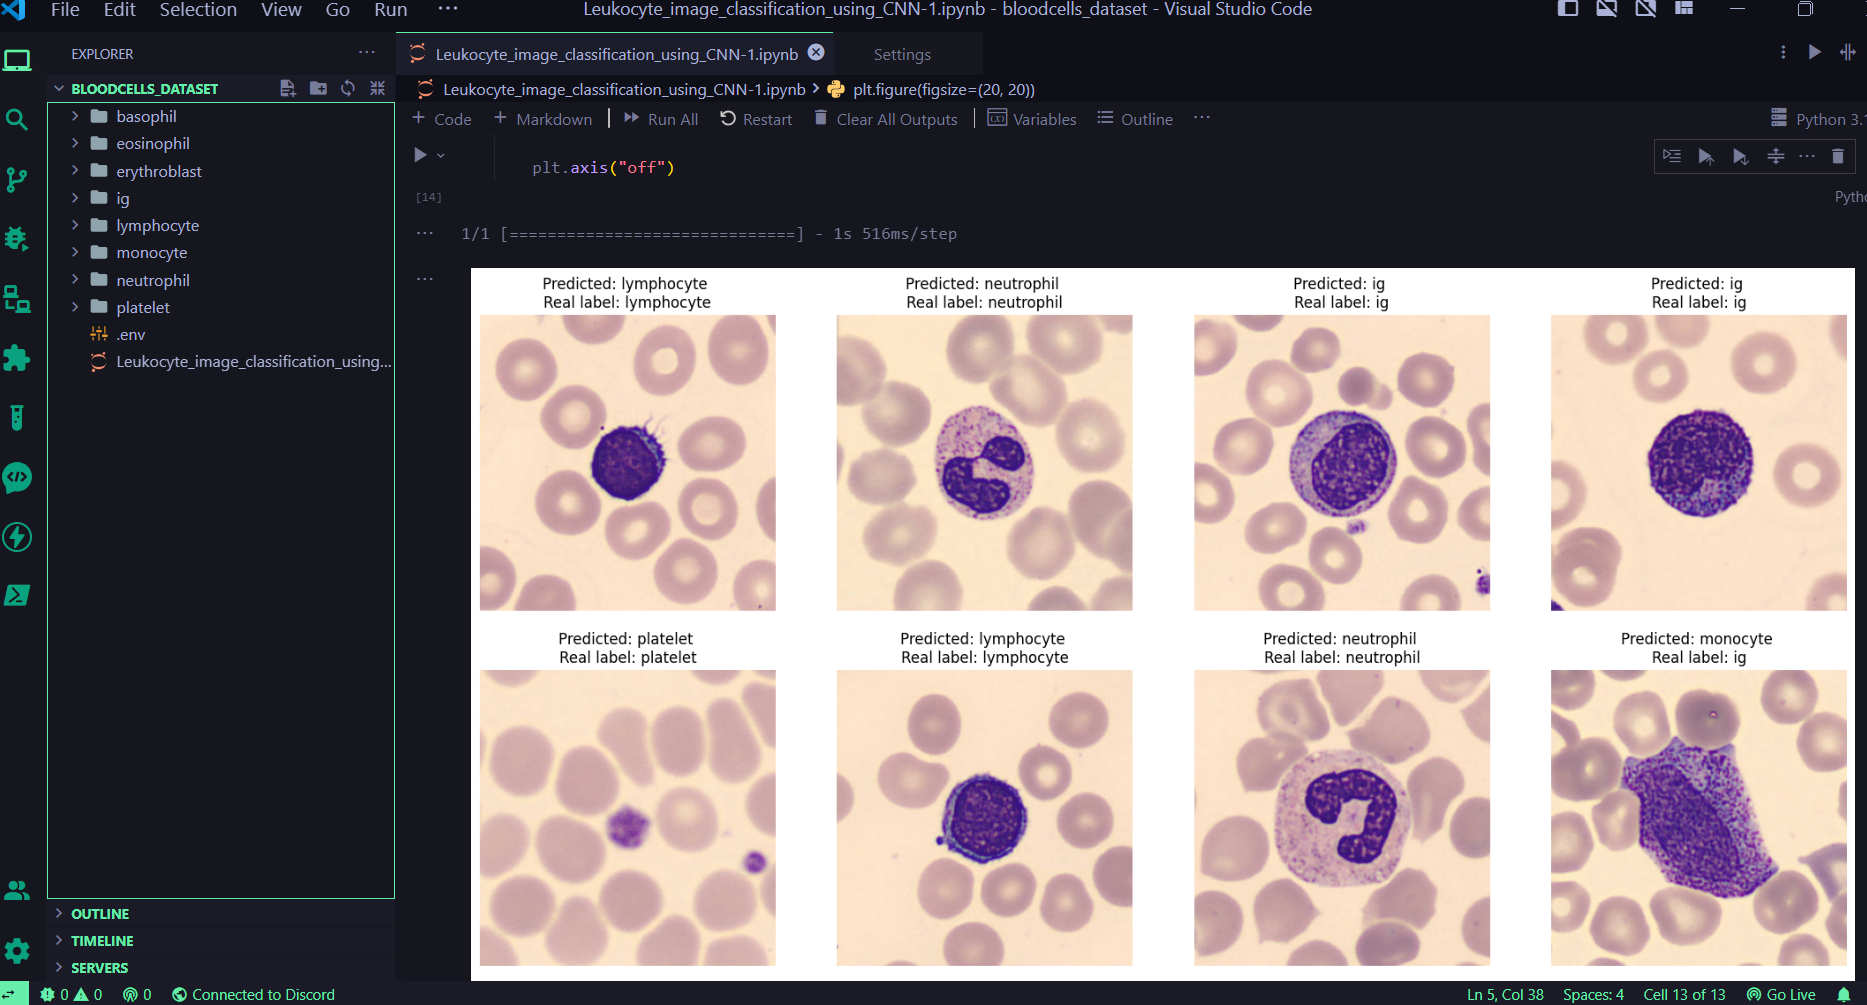 File Edit Selection View Go Run ···
Leukocyte_image_classification_using_CNN-1.ipynb - bloodcells_dataset - Visual Studio Code
EXPLORER ···
BLOODCELLS_DATASET
basophil
eosinophil
erythroblast
ig
lymphocyte
monocyte
neutrophil
platelet
.env
Leukocyte_image_classification_using...
OUTLINE
TIMELINE
SERVERS
Leukocyte_image_classification_using_CNN-1.ipynb
Settings
Leukocyte_image_classification_using_CNN-1.ipynb > plt.figure(figsize=(20, 20))
+ Code + Markdown Run All Restart Clear All Outputs Variables Outline ···
Python 3.1
plt.axis("off")
[14]
Pytho
1/1 [==============================] - 1s 516ms/step
Predicted: lymphocyte
Real label: lymphocyte
Predicted: neutrophil
Real label: neutrophil
Predicted: ig
Real label: ig
Predicted: ig
Real label: ig
Predicted: platelet
Real label: platelet
Predicted: lymphocyte
Real label: lymphocyte
Predicted: neutrophil
Real label: neutrophil
Predicted: monocyte
Real label: ig
0 0 0 Connected to Discord
Ln 5, Col 38 Spaces: 4 Cell 13 of 13 Go Live